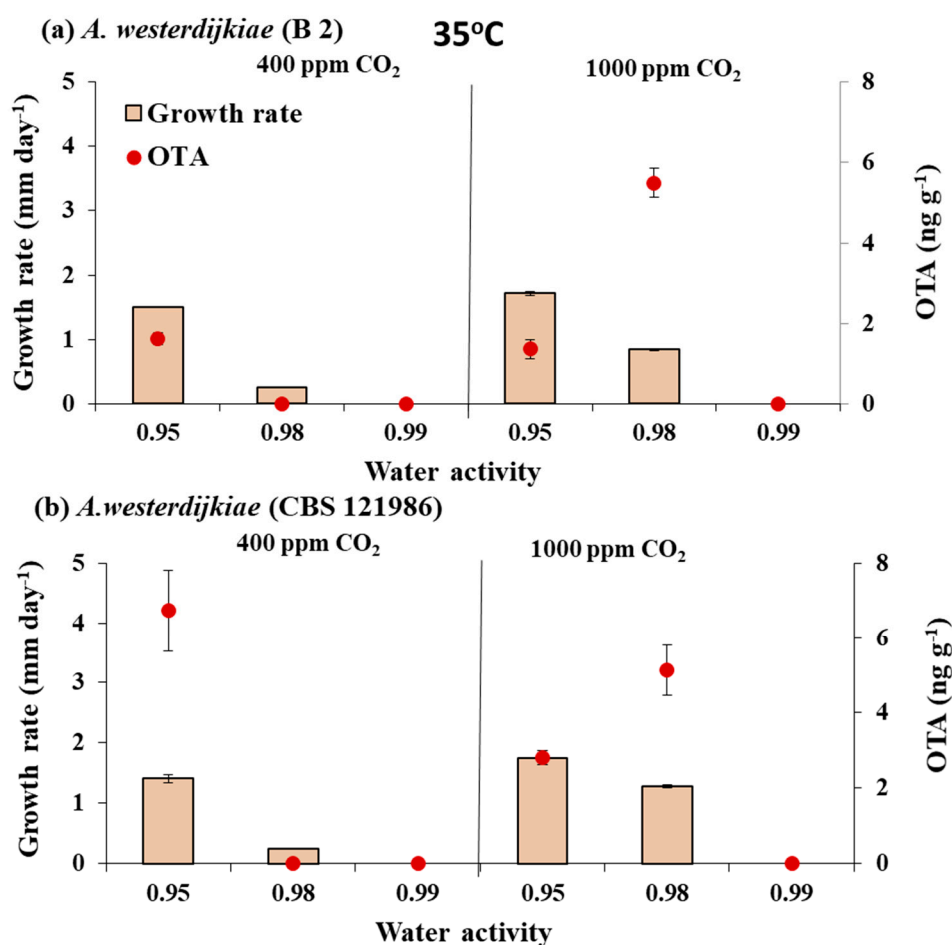 (a) A. westerdijkiae (B 2) 35°C
400 ppm CO₂ 1000 ppm CO₂
Growth rate
OTA
Growth rate (mm day⁻¹)
5
4
3
2
1
0
8
6
4
2
0
OTA (ng g⁻¹)
0.95 0.98 0.99 0.95 0.98 0.99
Water activity
(b) A.westerdijkiae (CBS 121986)
400 ppm CO₂ 1000 ppm CO₂
Growth rate (mm day⁻¹)
5
4
3
2
1
0
8
6
4
2
0
OTA (ng g⁻¹)
0.95 0.98 0.99 0.95 0.98 0.99
Water activity